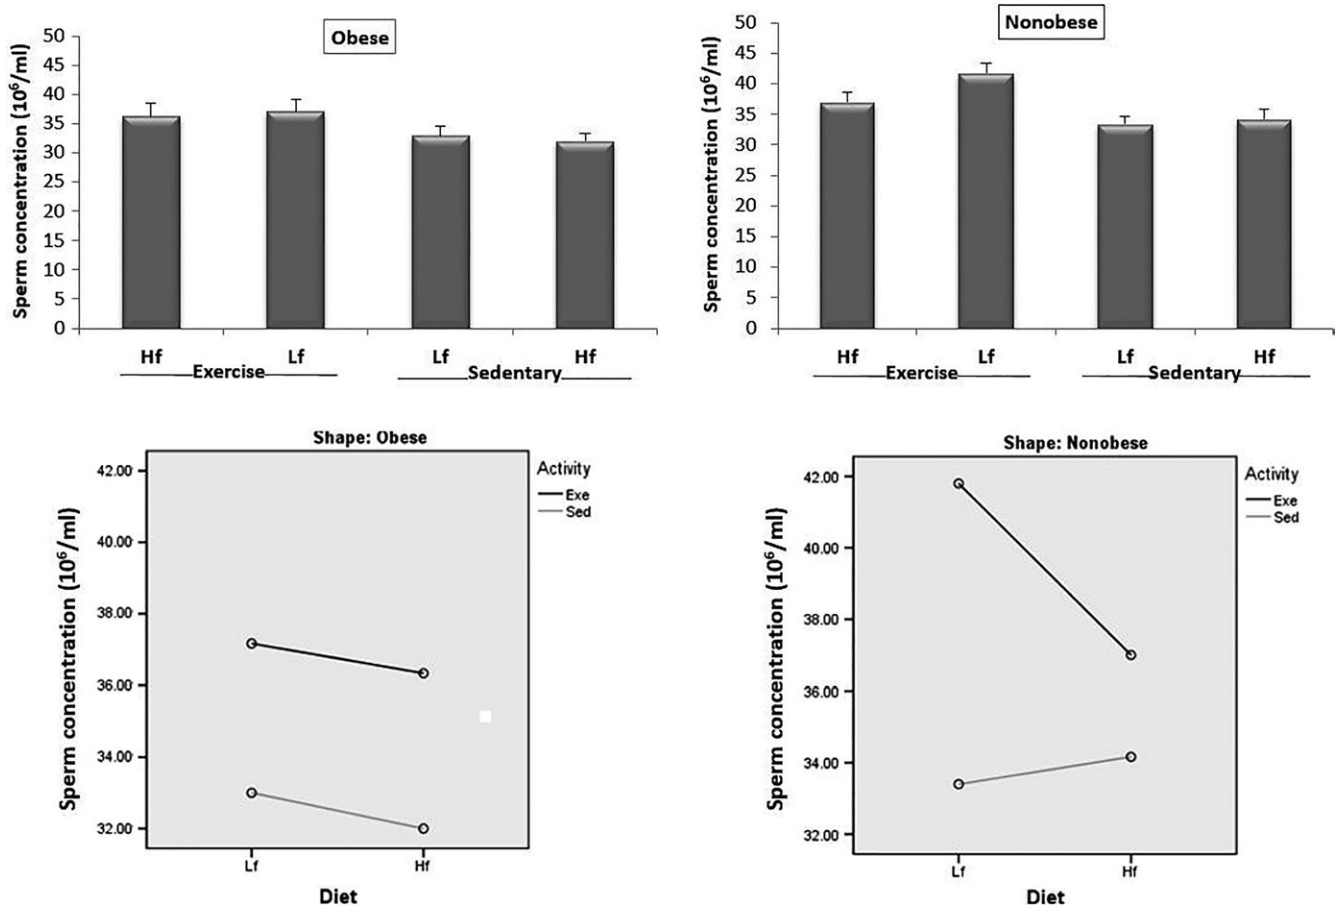 Obese
Sperm concentration (10⁶/ml)
50
45
40
35
30
25
20
15
10
5
0
Hf
Lf
Lf
Hf
Exercise
Sedentary
Nonobese
Sperm concentration (10⁶/ml)
50
45
40
35
30
25
20
15
10
5
0
Hf
Lf
Lf
Hf
Exercise
Sedentary
Shape: Obese
Sperm concentration (10⁶/ml)
42.00
40.00
38.00
36.00
34.00
32.00
Lf
Hf
Diet
Activity
Exe
Sed
Shape: Nonobese
Sperm concentration (10⁶/ml)
42.00
40.00
38.00
36.00
34.00
32.00
Lf
Hf
Diet
Activity
Exe
Sed